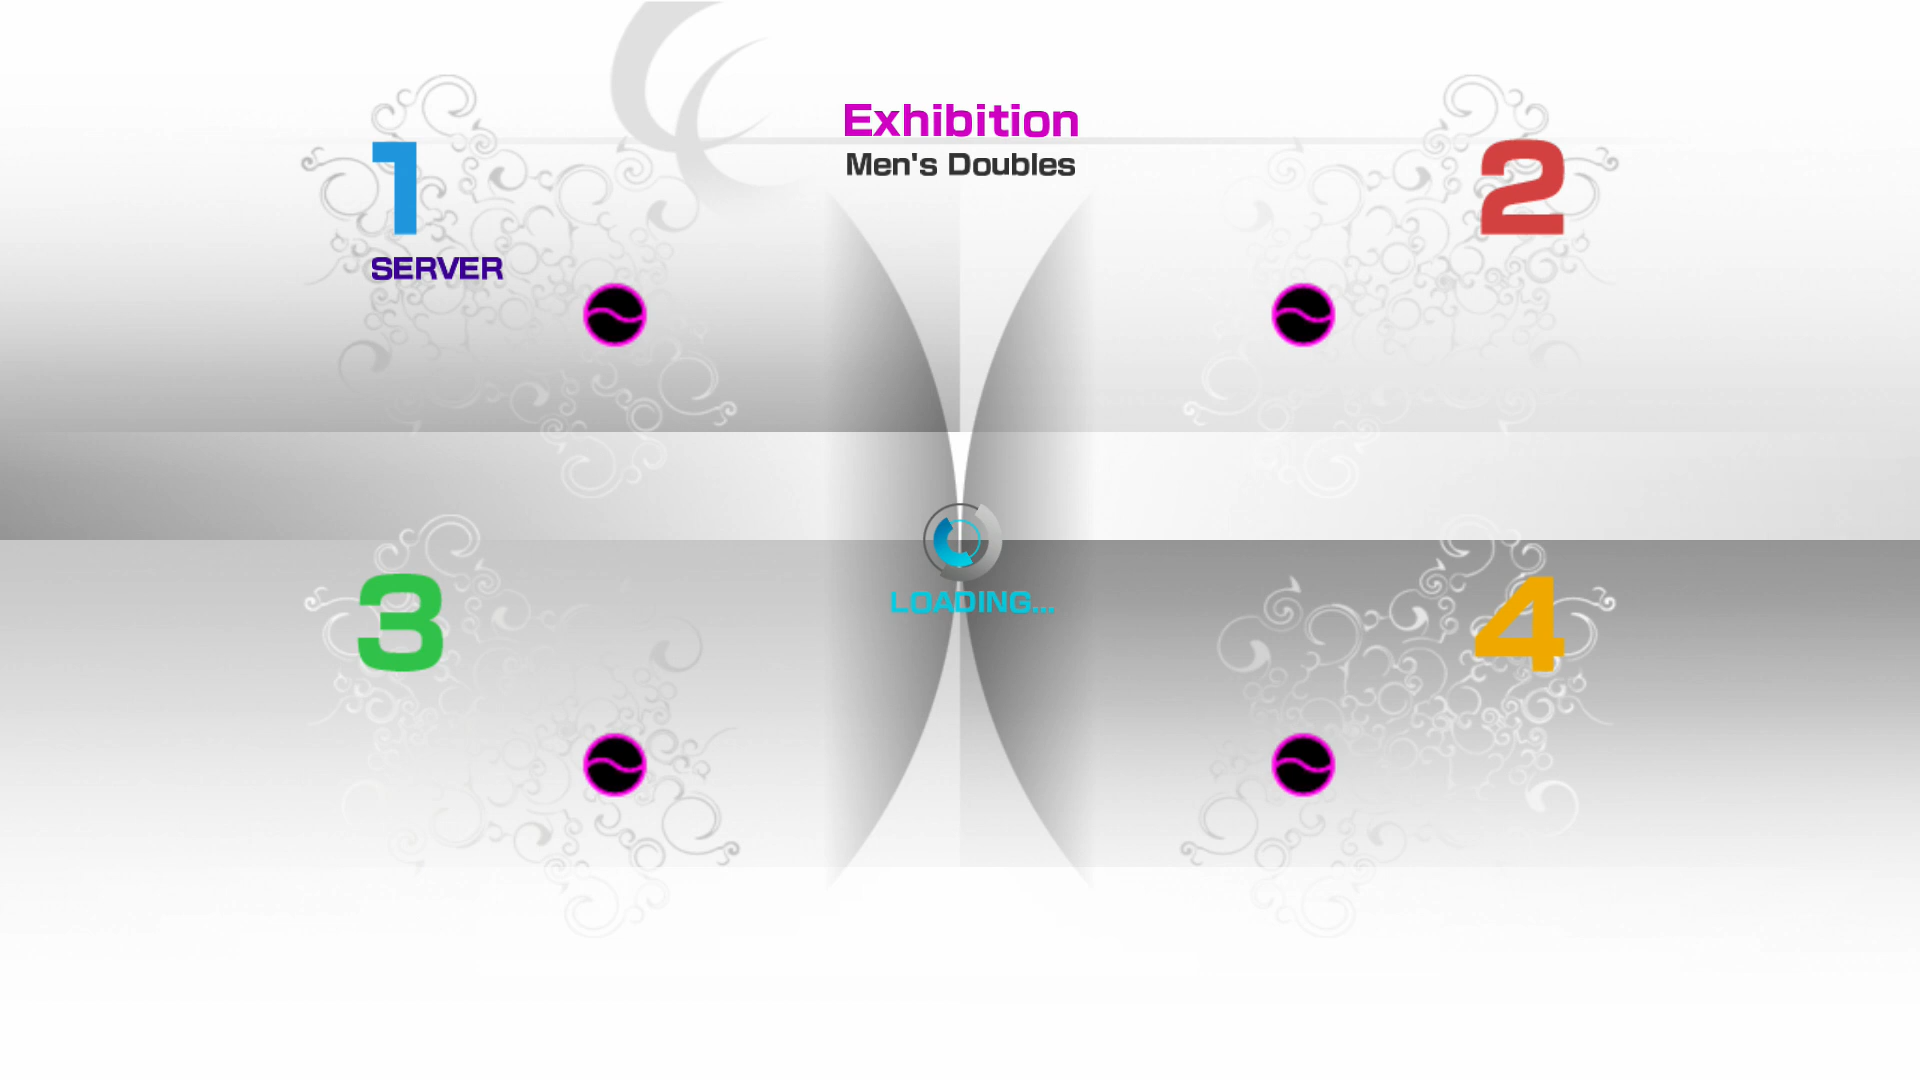 Exhibition
Men's Doubles
1
2
SERVER
LOADING...
3
4